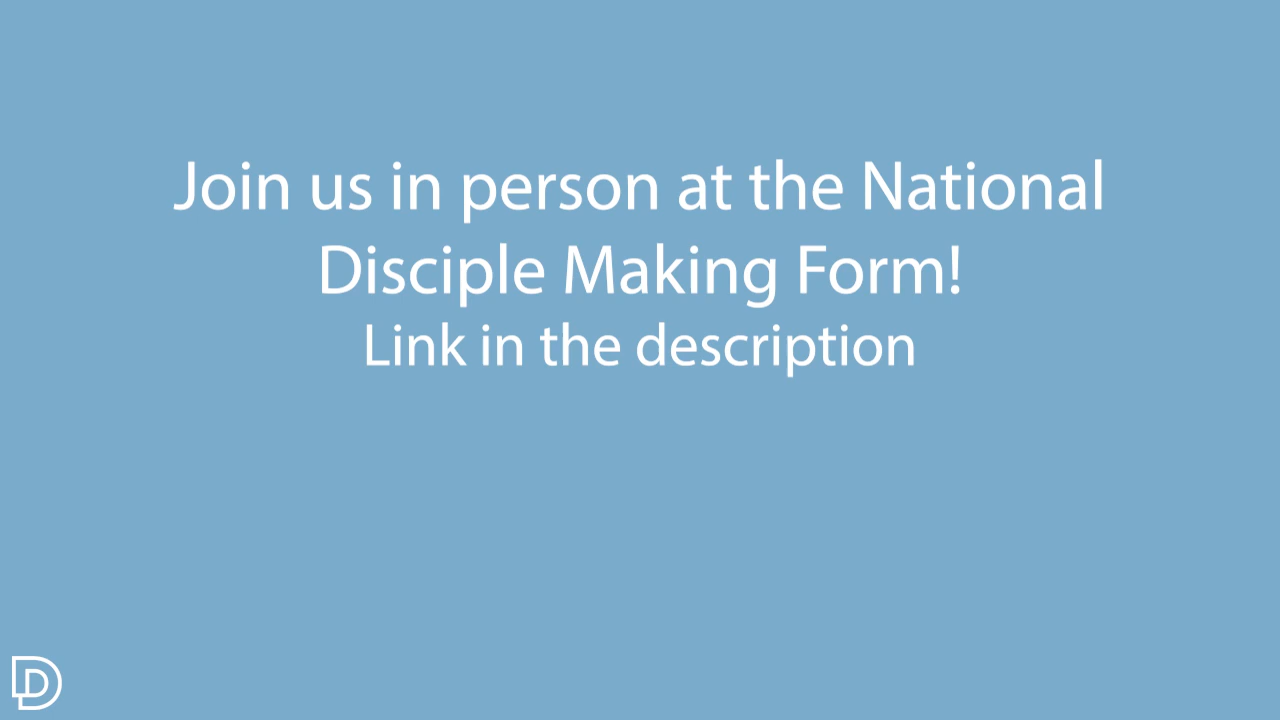 Join us in person at the National
Disciple Making Form!
Link in the description